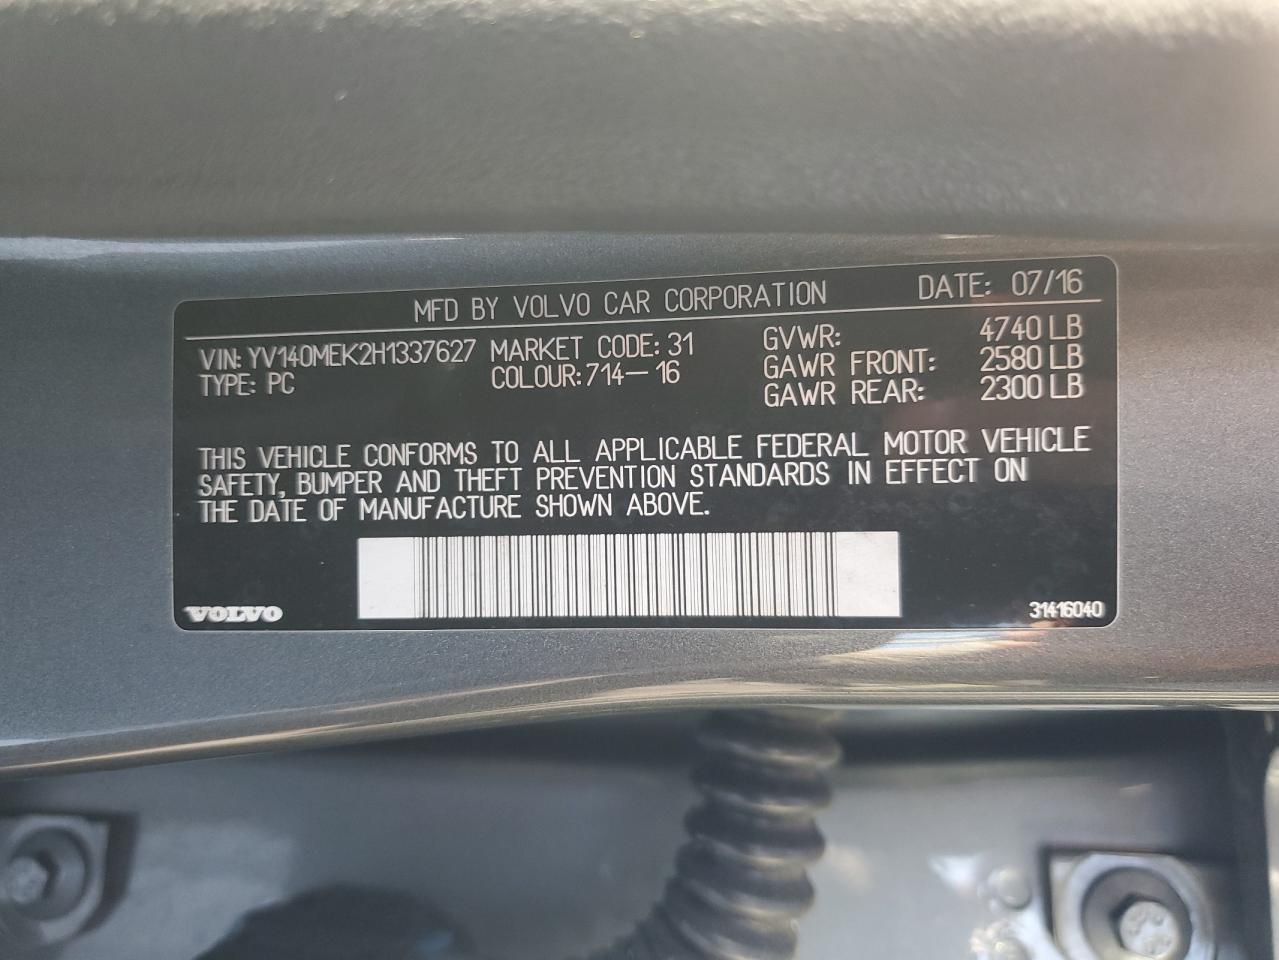 MFD BY VOLVO CAR CORPORATION DATE: 07/16
VIN: YV140MEK2H1337627 MARKET CODE: 31 GVWR: 4740 LB
TYPE: PC COLOUR: 714-16 GAWR FRONT: 2580 LB
GAWR REAR: 2300 LB
THIS VEHICLE CONFORMS TO ALL APPLICABLE FEDERAL MOTOR VEHICLE
SAFETY, BUMPER AND THEFT PREVENTION STANDARDS IN EFFECT ON
THE DATE OF MANUFACTURE SHOWN ABOVE.
VOLVO 31416040